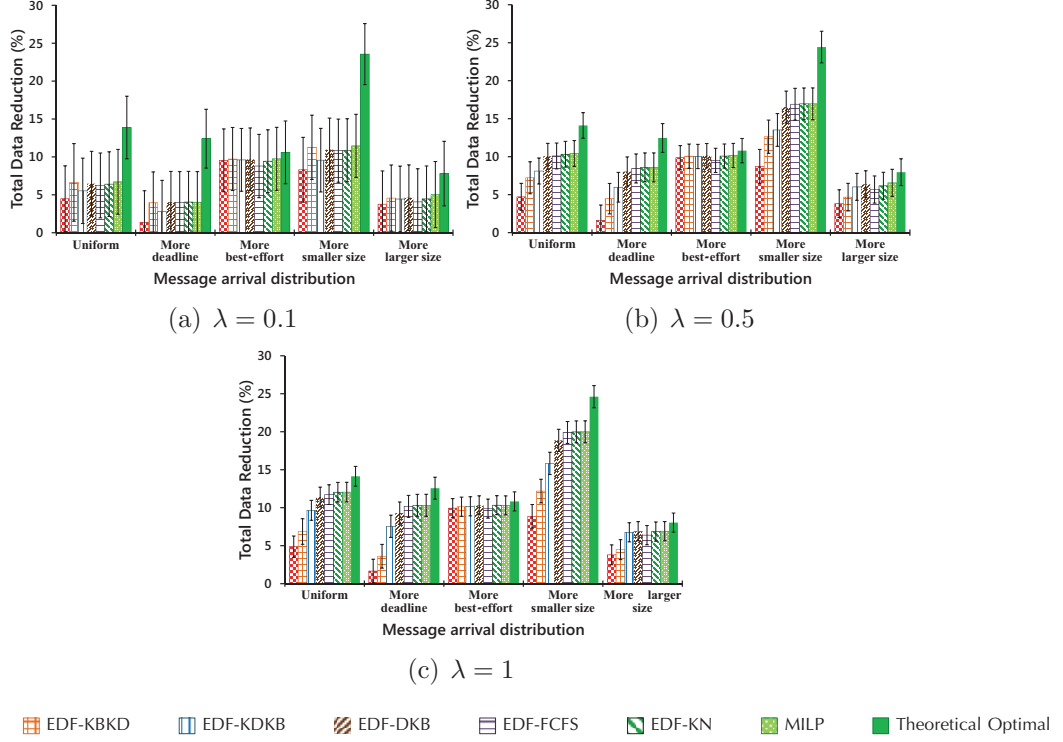 Total Data Reduction (%)
30
25
20
15
10
5
0
Uniform
More deadline
More best-effort
More smaller size
More larger size
Message arrival distribution
(a) λ = 0.1
Total Data Reduction (%)
30
25
20
15
10
5
0
Uniform
More deadline
More best-effort
More smaller size
More larger size
Message arrival distribution
(b) λ = 0.5
Total Data Reduction (%)
30
25
20
15
10
5
0
Uniform
More deadline
More best-effort
More smaller size
More larger size
Message arrival distribution
(c) λ = 1
EDF-KBKD EDF-KDKB EDF-DKB EDF-FCFS EDF-KN MILP Theoretical Optimal